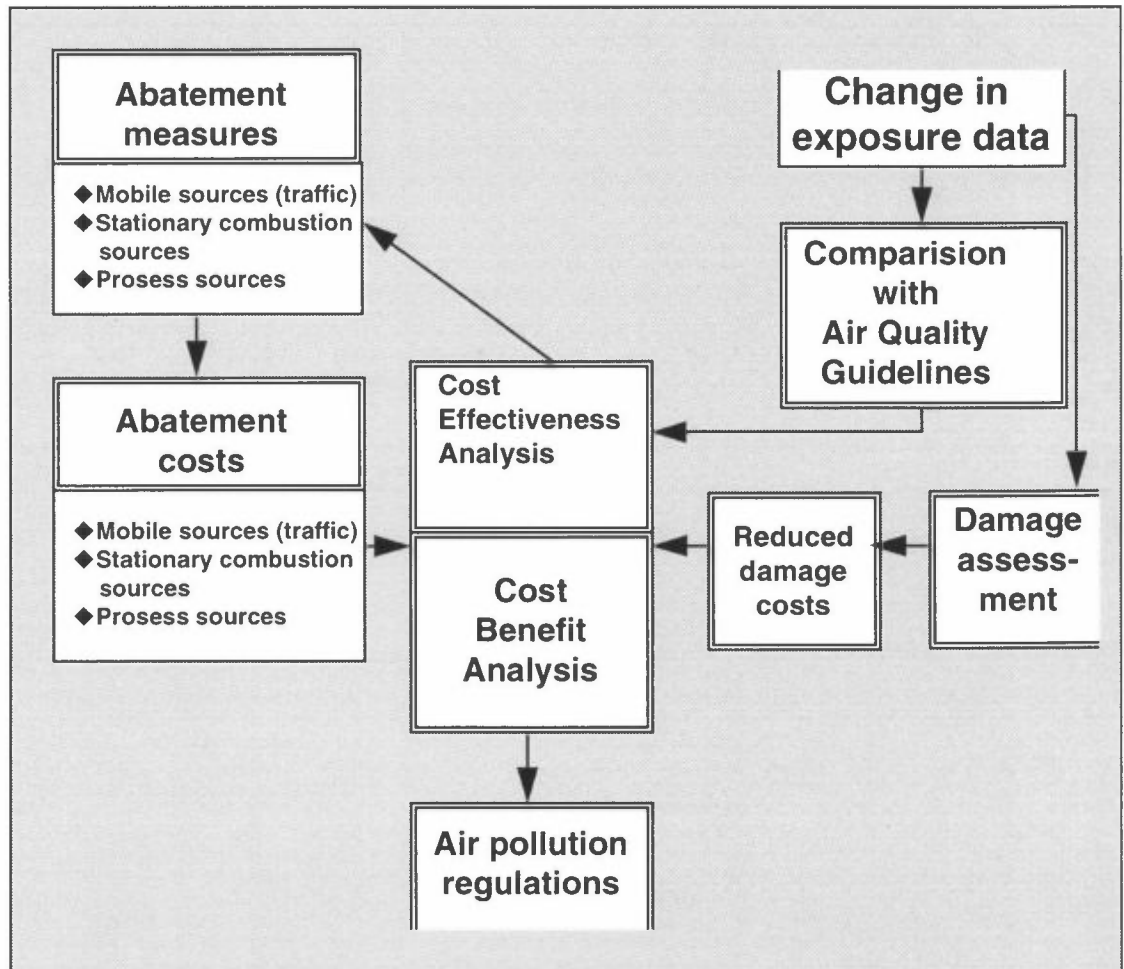 Abatement
measures
◆Mobile sources (traffic)
◆Stationary combustion
sources
◆Prosess sources
Abatement
costs
◆Mobile sources (traffic)
◆Stationary combustion
sources
◆Prosess sources
Cost
Effectiveness
Analysis
Cost
Benefit
Analysis
Air pollution
regulations
Change in
exposure data
Comparision
with
Air Quality
Guidelines
Reduced
damage
costs
Damage
assess-
ment